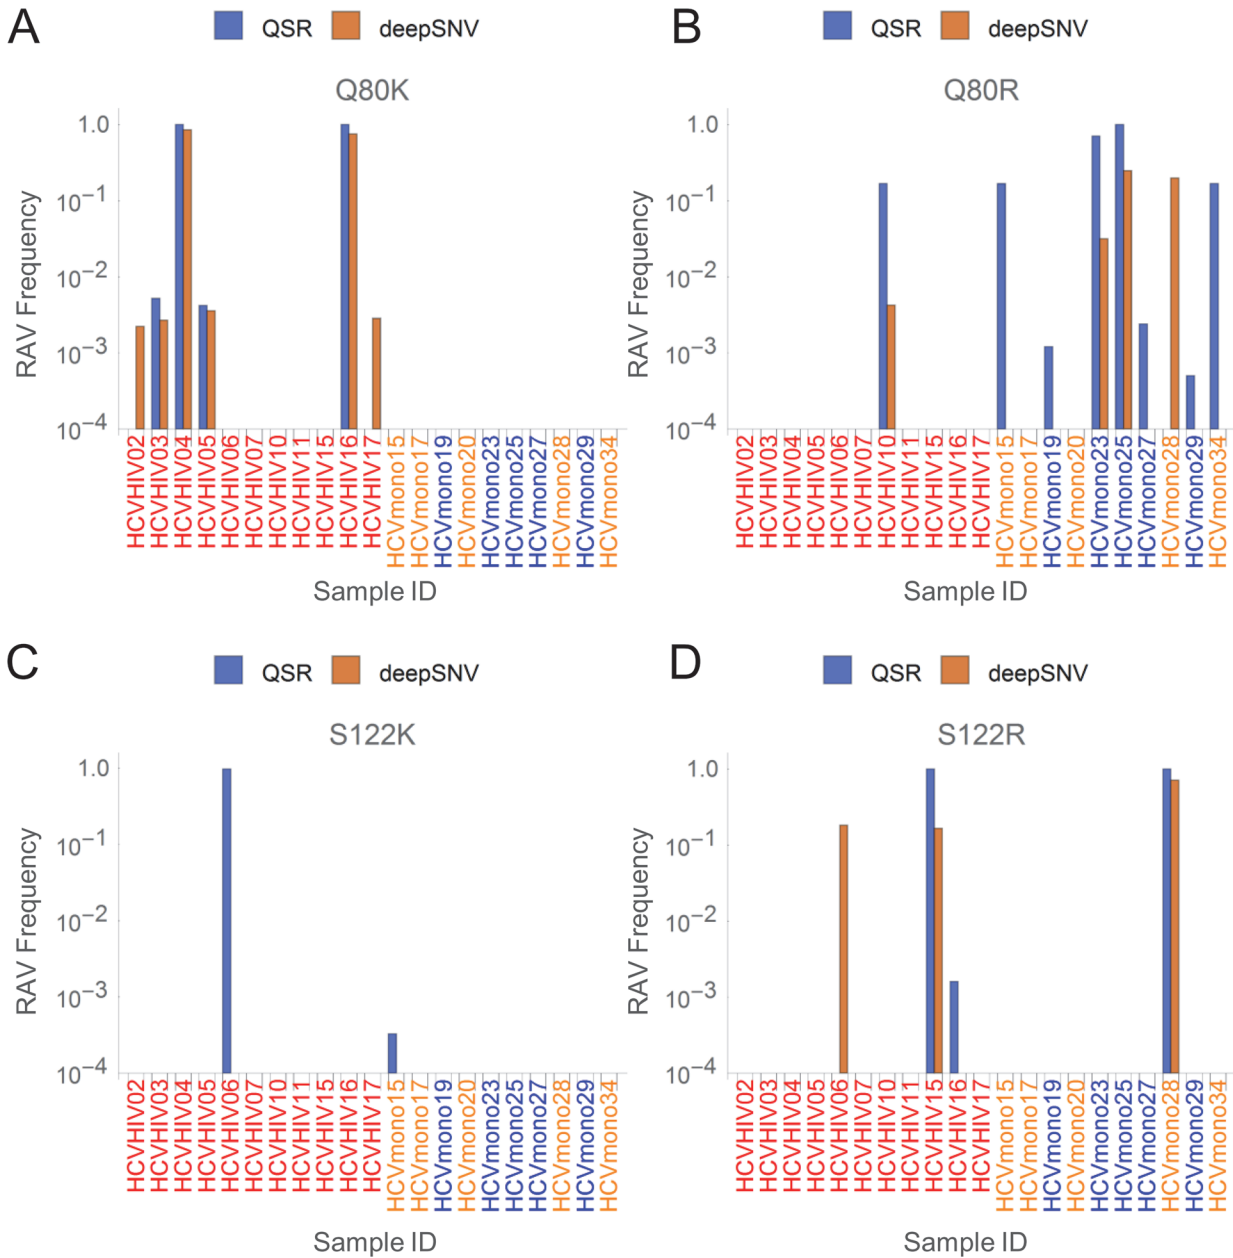 A
QSR deepSNV
Q80K
RAV Frequency
1.0
10−1
10−2
10−3
10−4
HCVHIV02
HCVHIV03
HCVHIV04
HCVHIV05
HCVHIV06
HCVHIV07
HCVHIV10
HCVHIV11
HCVHIV15
HCVHIV16
HCVHIV17
HCVmono15
HCVmono17
HCVmono19
HCVmono20
HCVmono23
HCVmono25
HCVmono27
HCVmono28
HCVmono29
HCVmono34
Sample ID
B
QSR deepSNV
Q80R
RAV Frequency
1.0
10−1
10−2
10−3
10−4
HCVHIV02
HCVHIV03
HCVHIV04
HCVHIV05
HCVHIV06
HCVHIV07
HCVHIV10
HCVHIV11
HCVHIV15
HCVHIV16
HCVHIV17
HCVmono15
HCVmono17
HCVmono19
HCVmono20
HCVmono23
HCVmono25
HCVmono27
HCVmono28
HCVmono29
HCVmono34
Sample ID
C
QSR deepSNV
S122K
RAV Frequency
1.0
10−1
10−2
10−3
10−4
HCVHIV02
HCVHIV03
HCVHIV04
HCVHIV05
HCVHIV06
HCVHIV07
HCVHIV10
HCVHIV11
HCVHIV15
HCVHIV16
HCVHIV17
HCVmono15
HCVmono17
HCVmono19
HCVmono20
HCVmono23
HCVmono25
HCVmono27
HCVmono28
HCVmono29
HCVmono34
Sample ID
D
QSR deepSNV
S122R
RAV Frequency
1.0
10−1
10−2
10−3
10−4
HCVHIV02
HCVHIV03
HCVHIV04
HCVHIV05
HCVHIV06
HCVHIV07
HCVHIV10
HCVHIV11
HCVHIV15
HCVHIV16
HCVHIV17
HCVmono15
HCVmono17
HCVmono19
HCVmono20
HCVmono23
HCVmono25
HCVmono27
HCVmono28
HCVmono29
HCVmono34
Sample ID